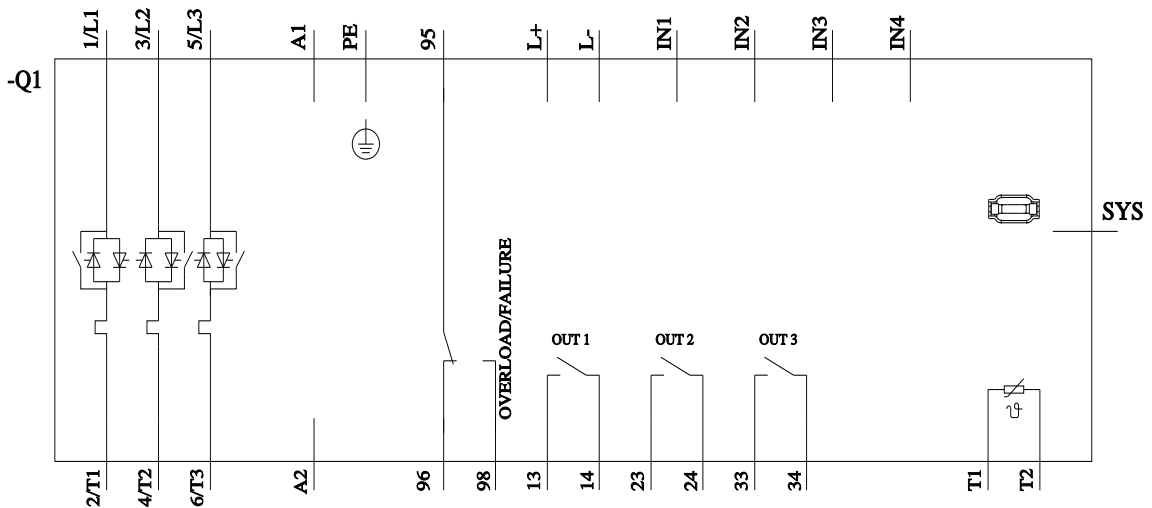 1/L1
3/L2
5/L3
A1
PE
95
L+
L-
IN1
IN2
IN3
IN4
-Q1
SYS
OVERLOAD/FAILURE
OUT 1
OUT 2
OUT 3
ϑ
2/T1
4/T2
6/T3
A2
96
98
13
14
23
24
33
34
T1
T2